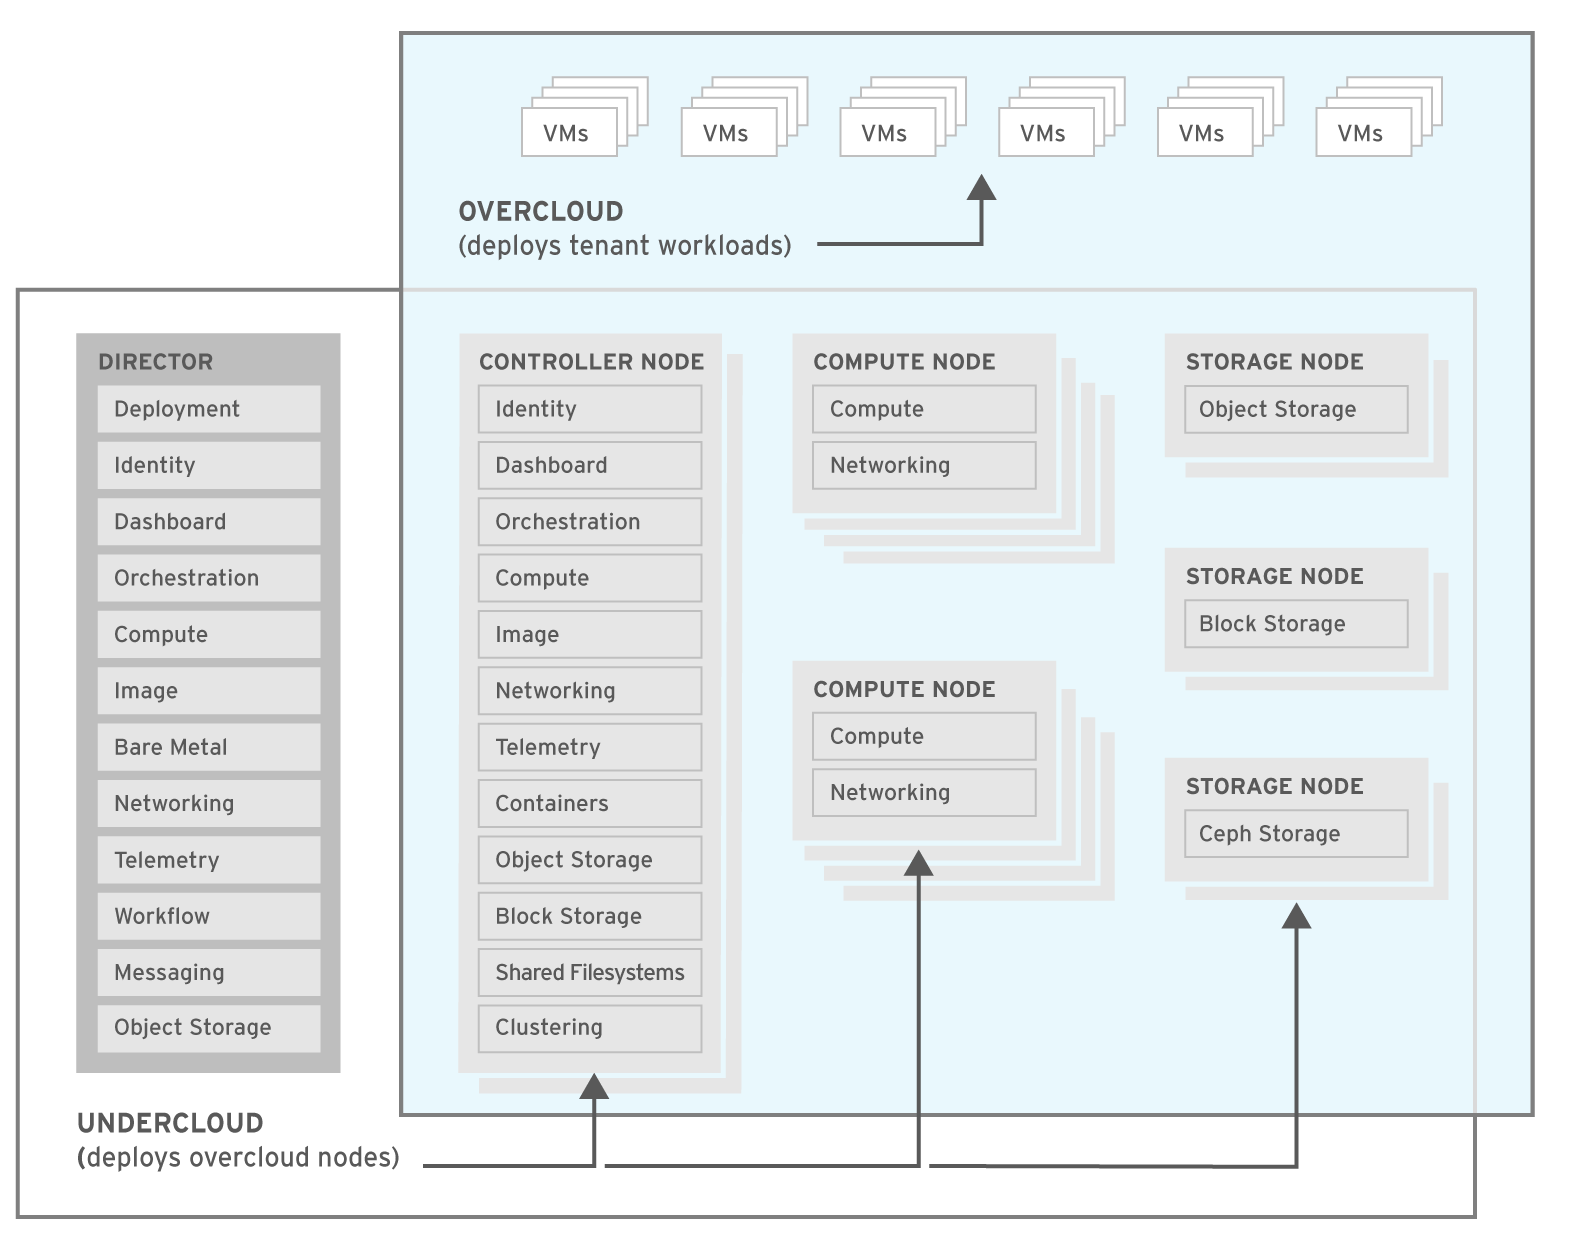 VMs
VMs
VMs
VMs
VMs
VMs
OVERCLOUD
(deploys tenant workloads)
DIRECTOR
Deployment
Identity
Dashboard
Orchestration
Compute
Image
Bare Metal
Networking
Telemetry
Workflow
Messaging
Object Storage
CONTROLLER NODE
Identity
Dashboard
Orchestration
Compute
Image
Networking
Telemetry
Containers
Object Storage
Block Storage
Shared Filesystems
Clustering
COMPUTE NODE
Compute
Networking
COMPUTE NODE
Compute
Networking
STORAGE NODE
Object Storage
STORAGE NODE
Block Storage
STORAGE NODE
Ceph Storage
UNDERCLOUD
(deploys overcloud nodes)